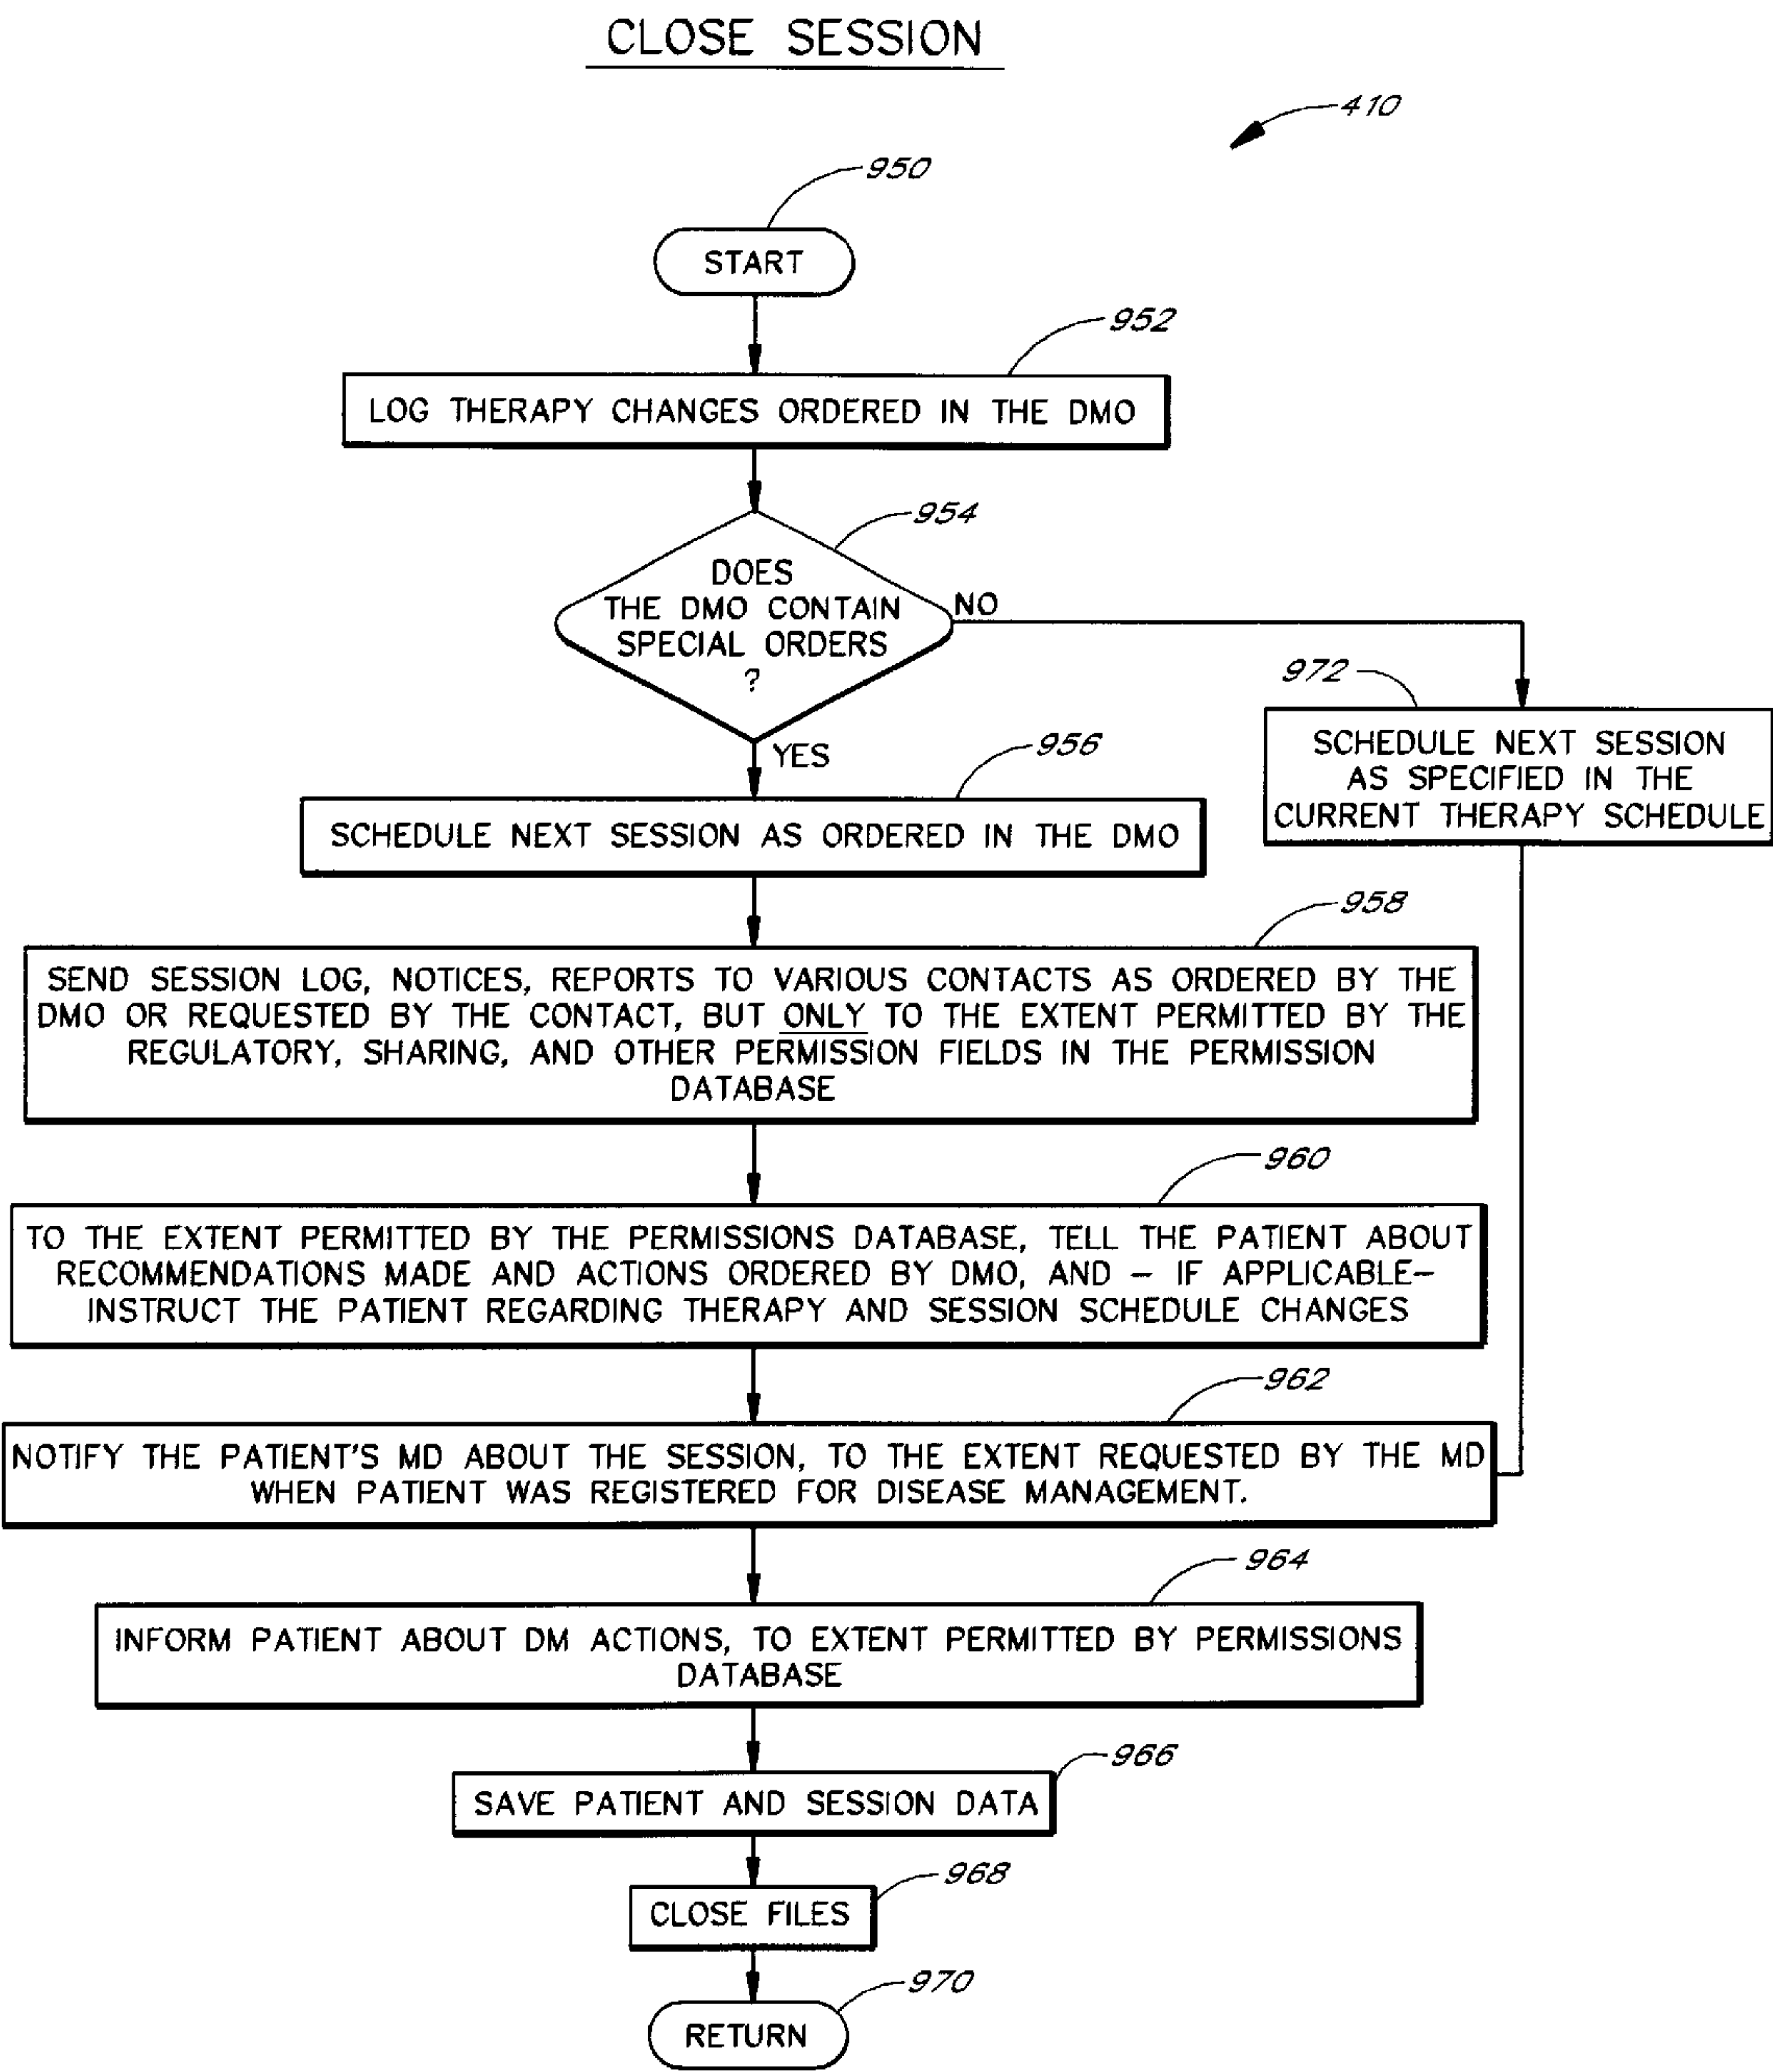 CLOSE SESSION
410
950
START
952
LOG THERAPY CHANGES ORDERED IN THE DMO
954
DOES
THE DMO CONTAIN
SPECIAL ORDERS
?
NO
YES
972
SCHEDULE NEXT SESSION
AS SPECIFIED IN THE
CURRENT THERAPY SCHEDULE
956
SCHEDULE NEXT SESSION AS ORDERED IN THE DMO
958
SEND SESSION LOG, NOTICES, REPORTS TO VARIOUS CONTACTS AS ORDERED BY THE
DMO OR REQUESTED BY THE CONTACT, BUT ONLY TO THE EXTENT PERMITTED BY THE
REGULATORY, SHARING, AND OTHER PERMISSION FIELDS IN THE PERMISSION
DATABASE
960
TO THE EXTENT PERMITTED BY THE PERMISSIONS DATABASE, TELL THE PATIENT ABOUT
RECOMMENDATIONS MADE AND ACTIONS ORDERED BY DMO, AND – IF APPLICABLE–
INSTRUCT THE PATIENT REGARDING THERAPY AND SESSION SCHEDULE CHANGES
962
NOTIFY THE PATIENT'S MD ABOUT THE SESSION, TO THE EXTENT REQUESTED BY THE MD
WHEN PATIENT WAS REGISTERED FOR DISEASE MANAGEMENT.
964
INFORM PATIENT ABOUT DM ACTIONS, TO EXTENT PERMITTED BY PERMISSIONS
DATABASE
966
SAVE PATIENT AND SESSION DATA
968
CLOSE FILES
970
RETURN